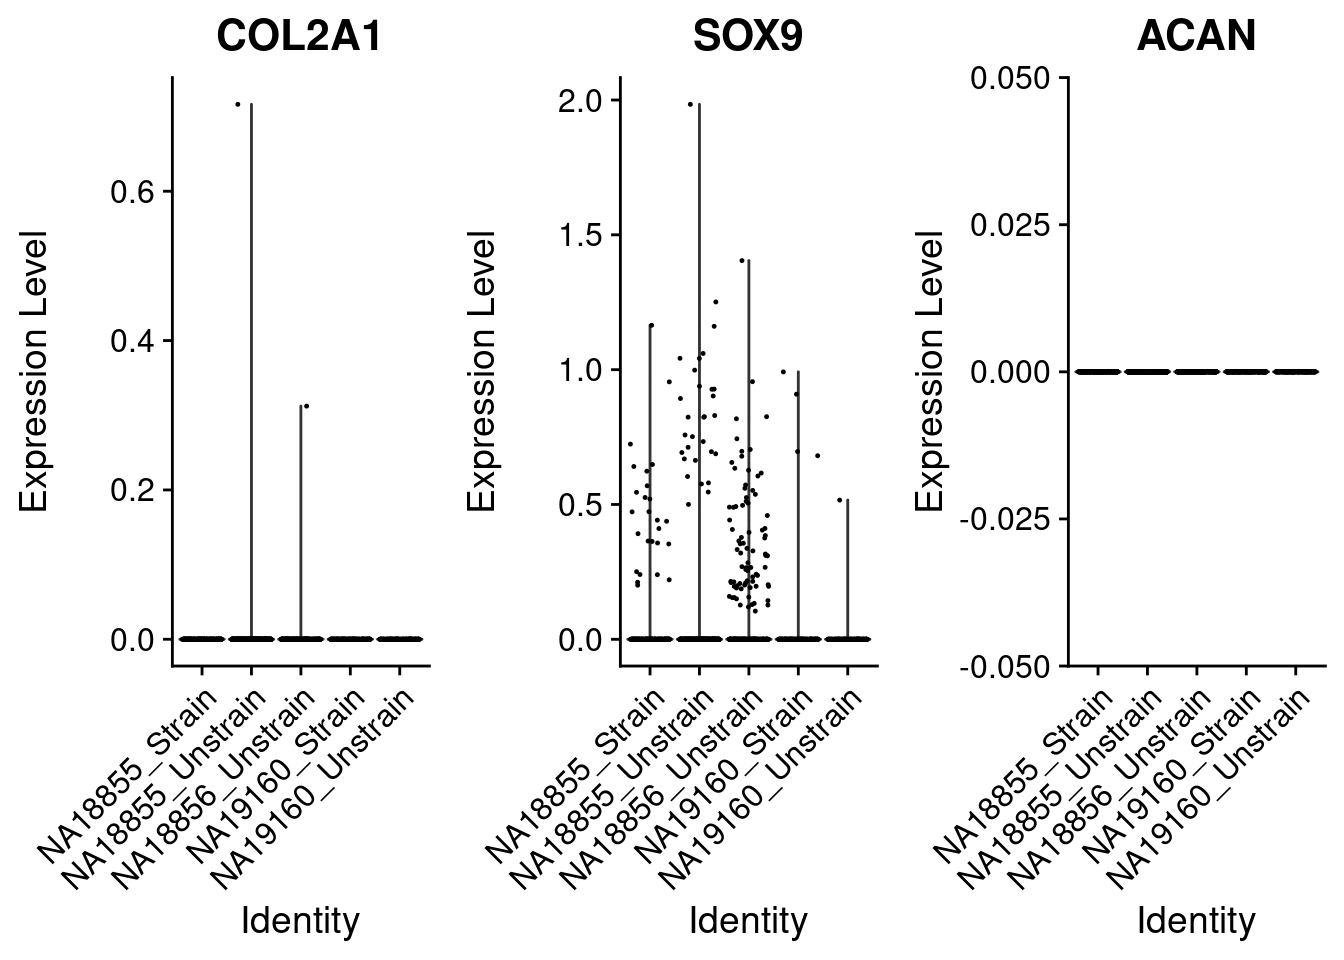 COL2A1
Expression Level
0.6
0.4
0.2
0.0
NA18855_Strain
NA18855_Unstrain
NA18856_Unstrain
NA19160_Strain
NA19160_Unstrain
Identity
SOX9
Expression Level
2.0
1.5
1.0
0.5
0.0
NA18855_Strain
NA18855_Unstrain
NA18856_Unstrain
NA19160_Strain
NA19160_Unstrain
Identity
ACAN
Expression Level
0.050
0.025
0.000
-0.025
-0.050
NA18855_Strain
NA18855_Unstrain
NA18856_Unstrain
NA19160_Strain
NA19160_Unstrain
Identity